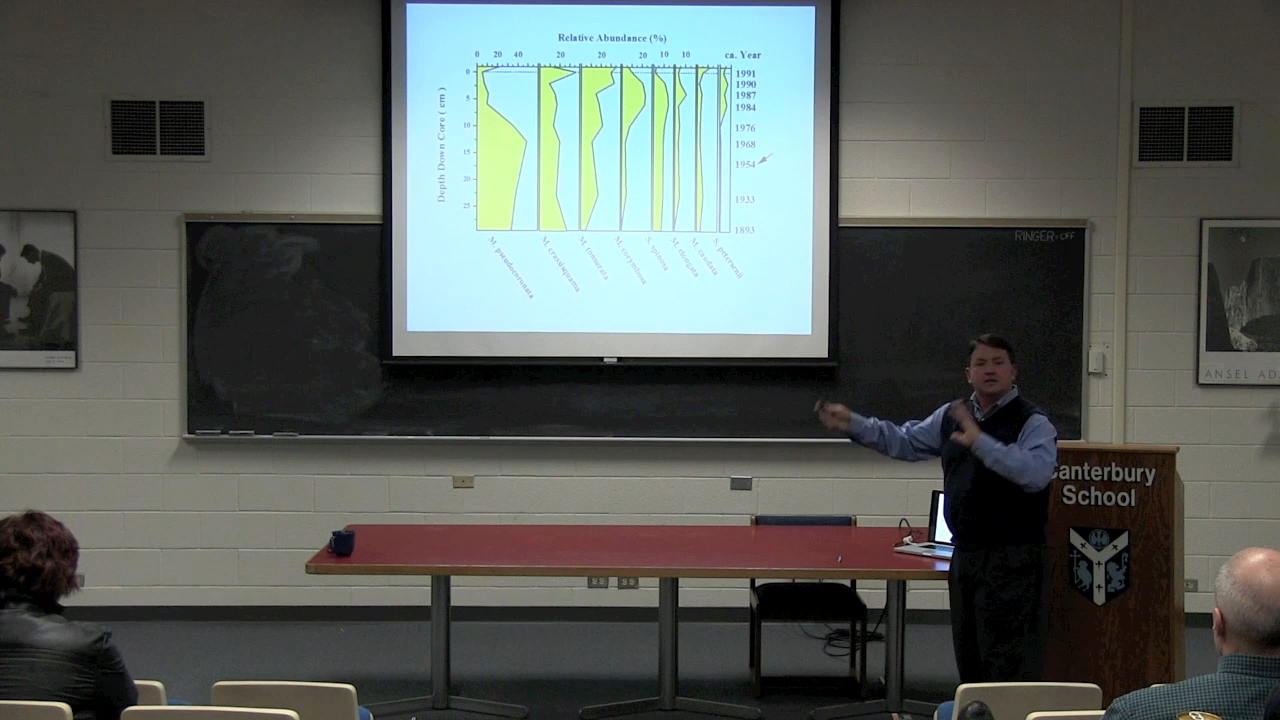 Relative Abundance (%)
0 20 40 20 20 20 10 10 ca. Year
0
5
10
15
20
25
Depth Down Core ( cm )
1991
1990
1987
1984
1976
1968
1954
1933
1893
M. pseudoenronata
M. crassisquama
M. tonsurata
M. corymbosa
S. spinosa
M. elongata
M. caudata
S. petersenii
RINGER - OFF
ANSEL AD
Canterbury
School